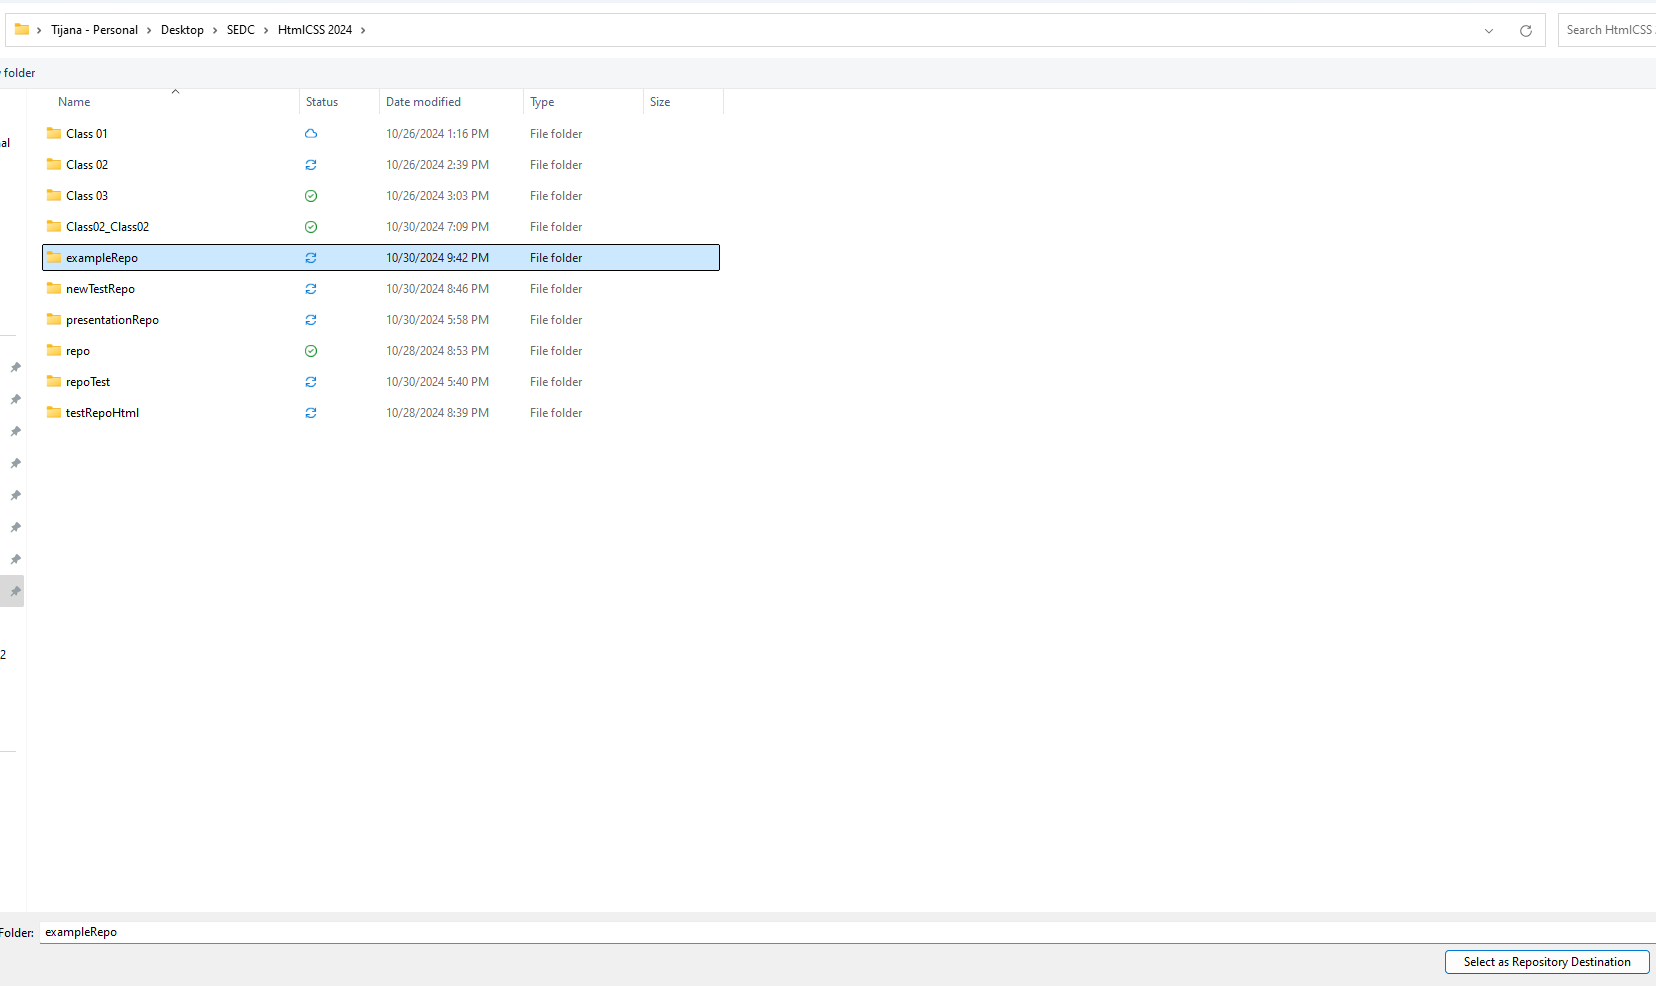 Tijana - Personal > Desktop > SEDC > HtmlCSS 2024 >
Search HtmlCSS
folder
Name Status Date modified Type Size
Class 01 10/26/2024 1:16 PM File folder
al
Class 02 10/26/2024 2:39 PM File folder
Class 03 10/26/2024 3:03 PM File folder
Class02_Class02 10/30/2024 7:09 PM File folder
exampleRepo 10/30/2024 9:42 PM File folder
newTestRepo 10/30/2024 8:46 PM File folder
presentationRepo 10/30/2024 5:58 PM File folder
repo 10/28/2024 8:53 PM File folder
repoTest 10/30/2024 5:40 PM File folder
testRepoHtml 10/28/2024 8:39 PM File folder
2
Folder: exampleRepo
Select as Repository Destination